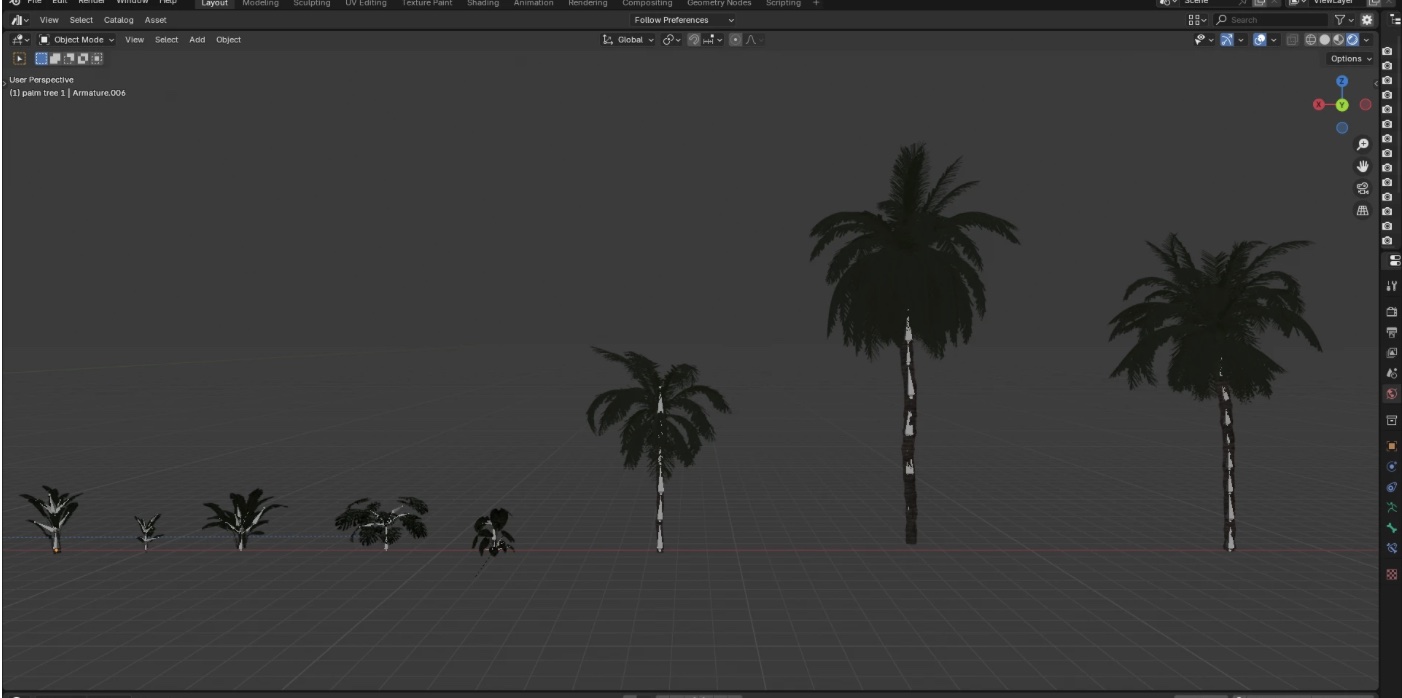 File Edit Render Window Help Layout Modeling Sculpting UV Editing Texture Paint Shading Animation Rendering Compositing Geometry Nodes Scripting + Scene ViewLayer
View Select Catalog Asset Follow Preferences Search
Object Mode View Select Add Object Global
Options
User Perspective
(1) palm tree 1 | Armature.006
Z
X Y